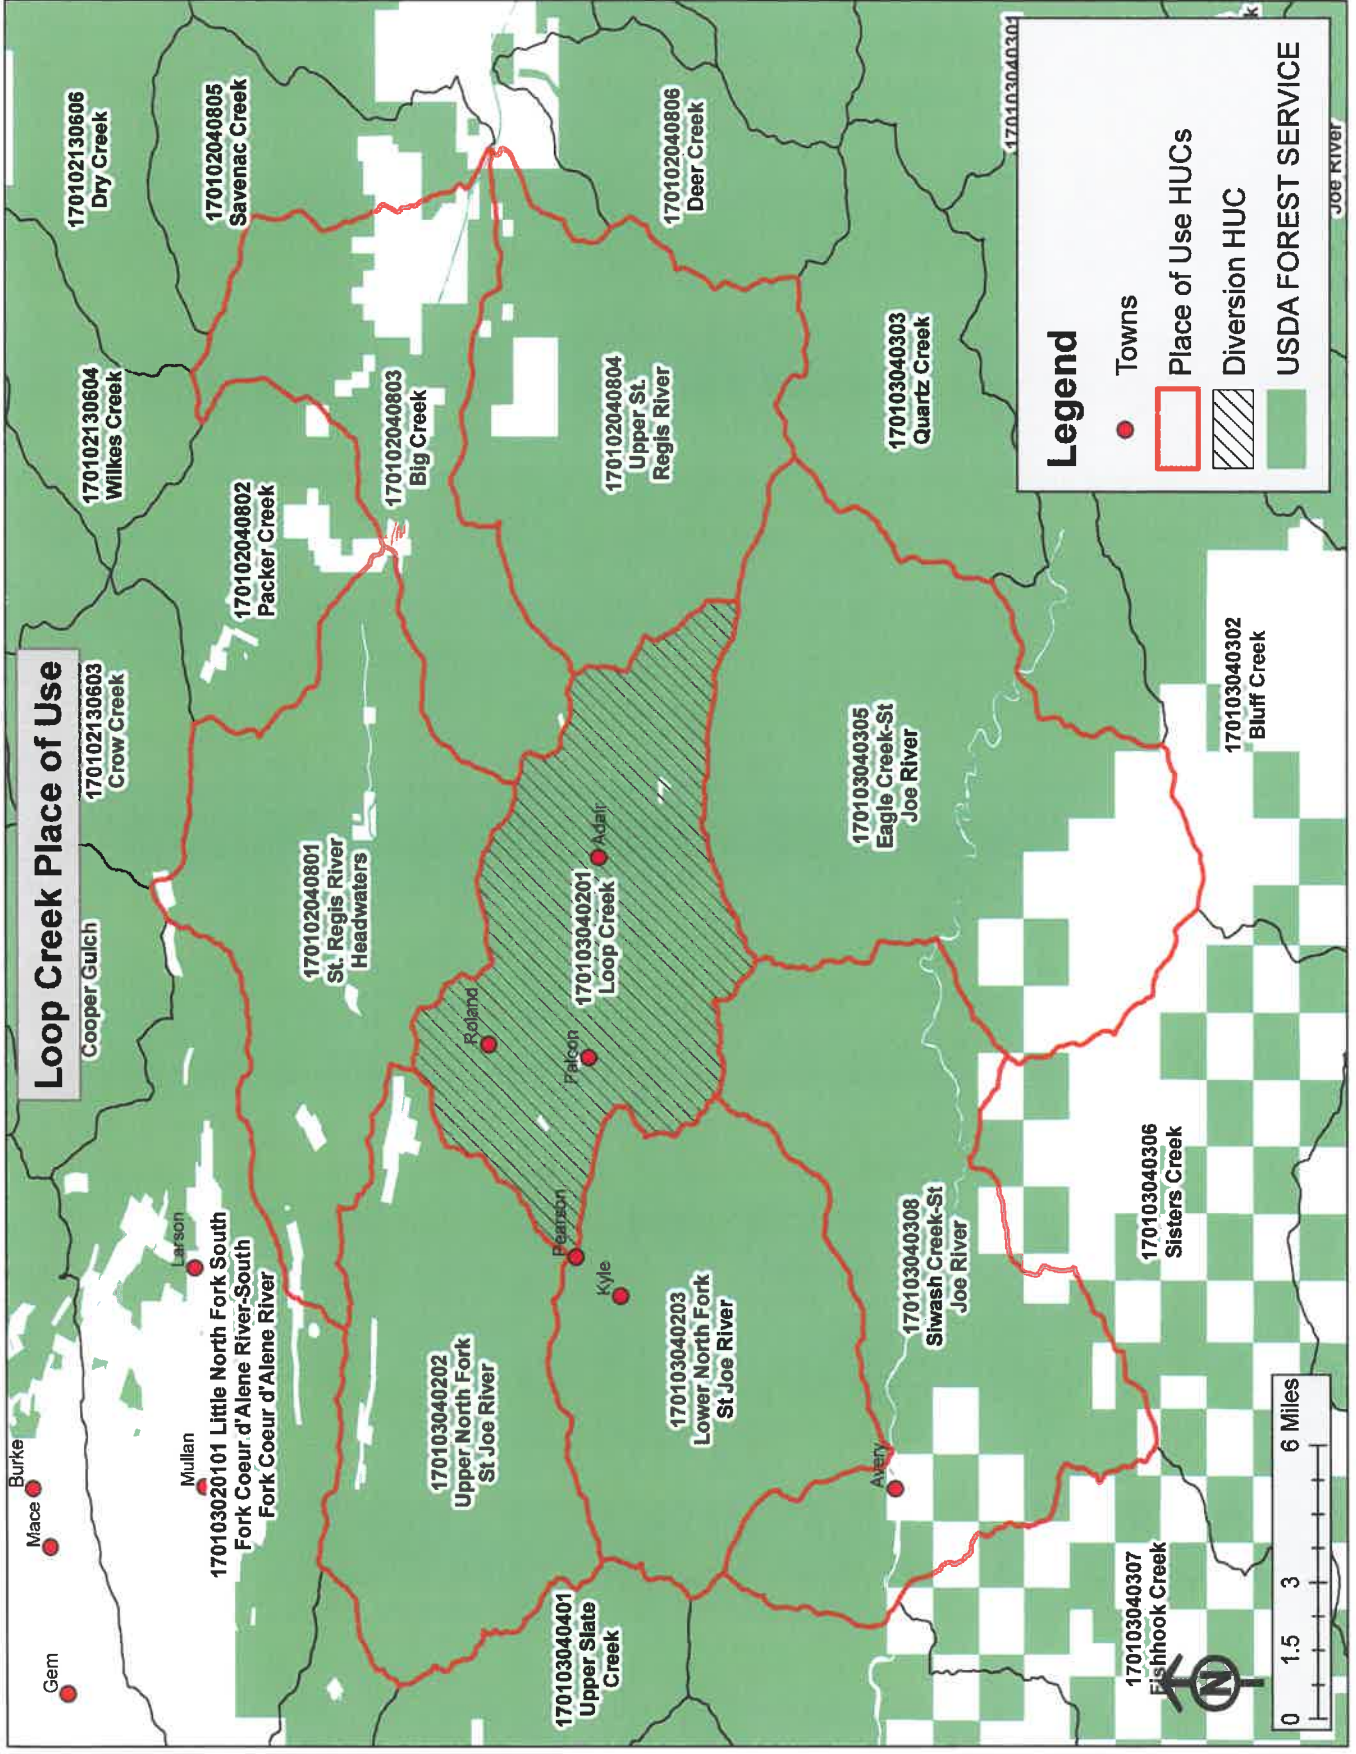 Loop Creek Place of Use
Gem
Mace
Burke
Mullan
Larson
Cooper Gulch
170102130603
Crow Creek
170102130604
Wilkes Creek
170102130606
Dry Creek
170103020101 Little North Fork South
Fork Coeur d'Alene River-South
Fork Coeur d'Alene River
170102040801
St. Regis River
Headwaters
170102040802
Packer Creek
170102040805
Savenac Creek
170102040803
Big Creek
170103040202
Upper North Fork
St Joe River
Roland
Pearson
Falcon
Adair
170103040201
Loop Creek
Kyle
170102040804
Upper St.
Regis River
170102040806
Deer Creek
170103040401
Upper Slate
Creek
170103040203
Lower North Fork
St Joe River
Avery
170103040308
Siwash Creek-St
Joe River
170103040305
Eagle Creek-St
Joe River
170103040303
Quartz Creek
170103040301
170103040307
Fishhook Creek
170103040306
Sisters Creek
170103040302
Bluff Creek
Legend
Towns
Place of Use HUCs
Diversion HUC
USDA FOREST SERVICE
k
Joe River
N
0 1.5 3 6 Miles